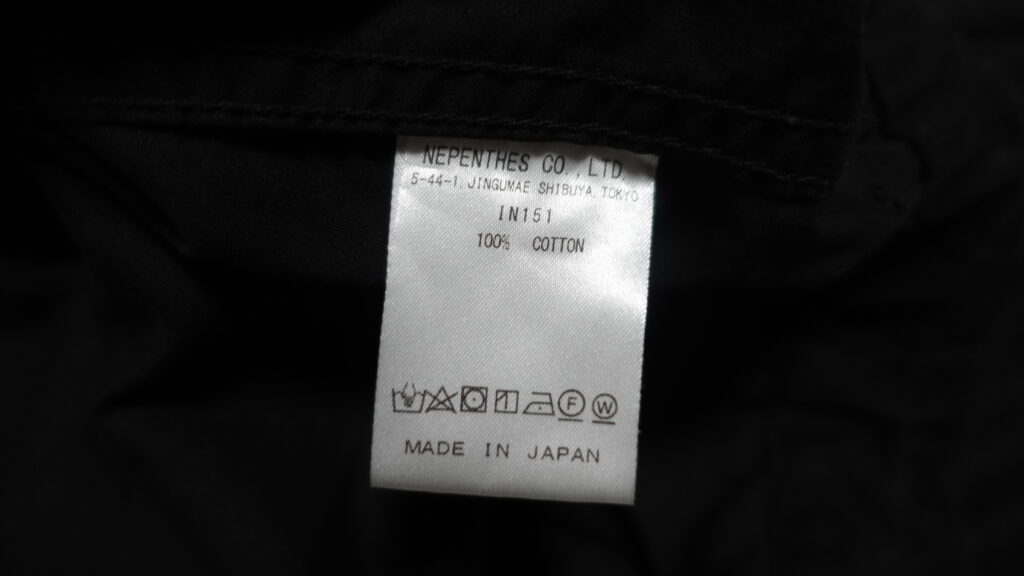 NEPENTHES CO.,LTD.
5-44-1, JINGUMAE SHIBUYA, TOKYO
IN151
100% COTTON
F W
MADE IN JAPAN